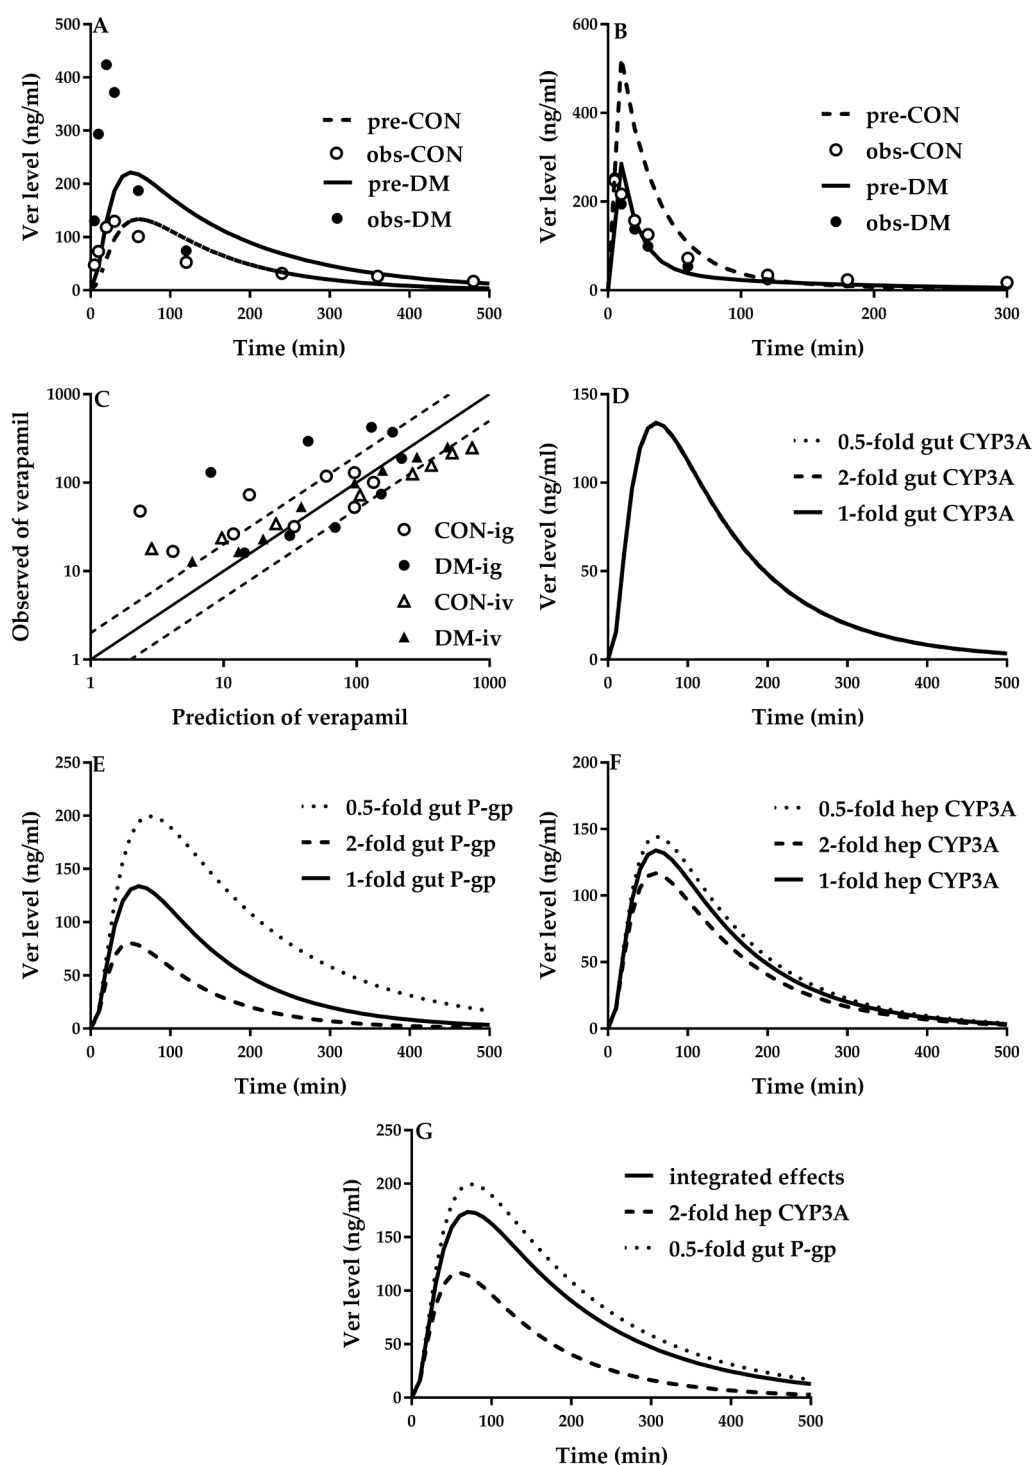 A
Ver level (ng/ml)
500
400
300
200
100
0
pre-CON
obs-CON
pre-DM
obs-DM
0 100 200 300 400 500
Time (min)
B
Ver level (ng/ml)
600
400
200
0
pre-CON
obs-CON
pre-DM
obs-DM
0 100 200 300
Time (min)
C
Observed of verapamil
1000
100
10
1
CON-ig
DM-ig
CON-iv
DM-iv
1 10 100 1000
Prediction of verapamil
D
Ver level (ng/ml)
150
100
50
0
0.5-fold gut CYP3A
2-fold gut CYP3A
1-fold gut CYP3A
0 100 200 300 400 500
Time (min)
E
Ver level (ng/ml)
250
200
150
100
50
0
0.5-fold gut P-gp
2-fold gut P-gp
1-fold gut P-gp
0 100 200 300 400 500
Time (min)
F
Ver level (ng/ml)
200
150
100
50
0
0.5-fold hep CYP3A
2-fold hep CYP3A
1-fold hep CYP3A
0 100 200 300 400 500
Time (min)
G
Ver level (ng/ml)
250
200
150
100
50
0
integrated effects
2-fold hep CYP3A
0.5-fold gut P-gp
0 100 200 300 400 500
Time (min)